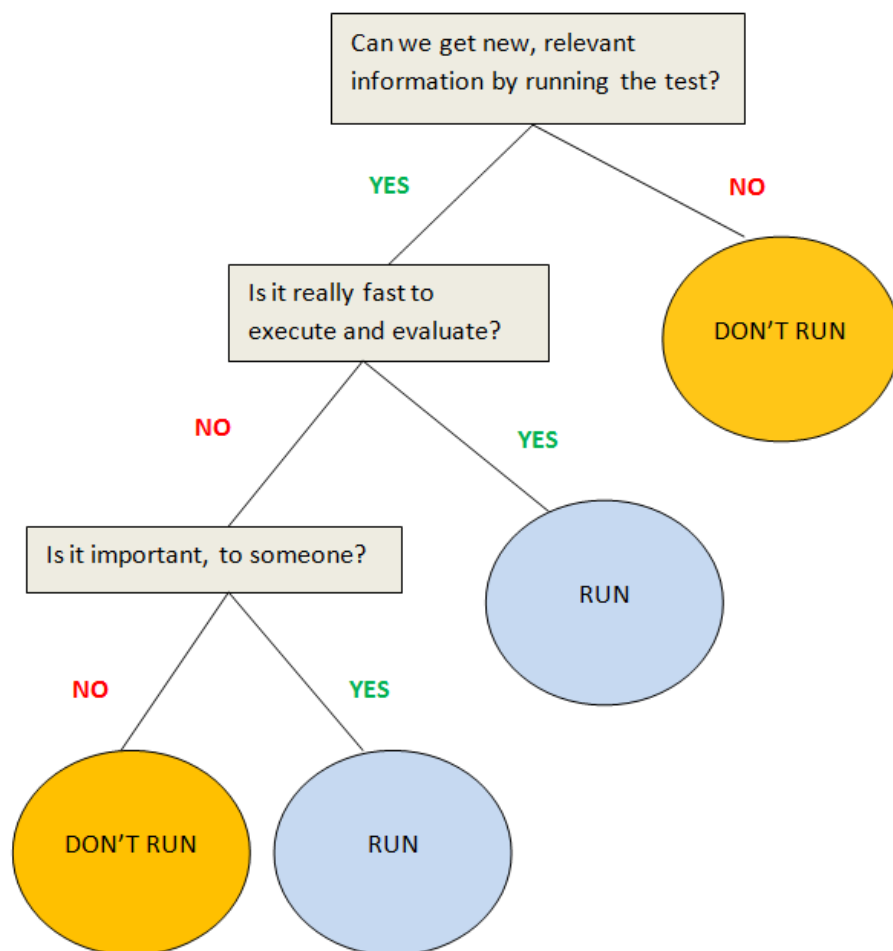 Can we get new, relevant
information by running the test?
YES
NO
Is it really fast to
execute and evaluate?
DON’T RUN
NO
YES
Is it important, to someone?
RUN
NO
YES
DON’T RUN
RUN